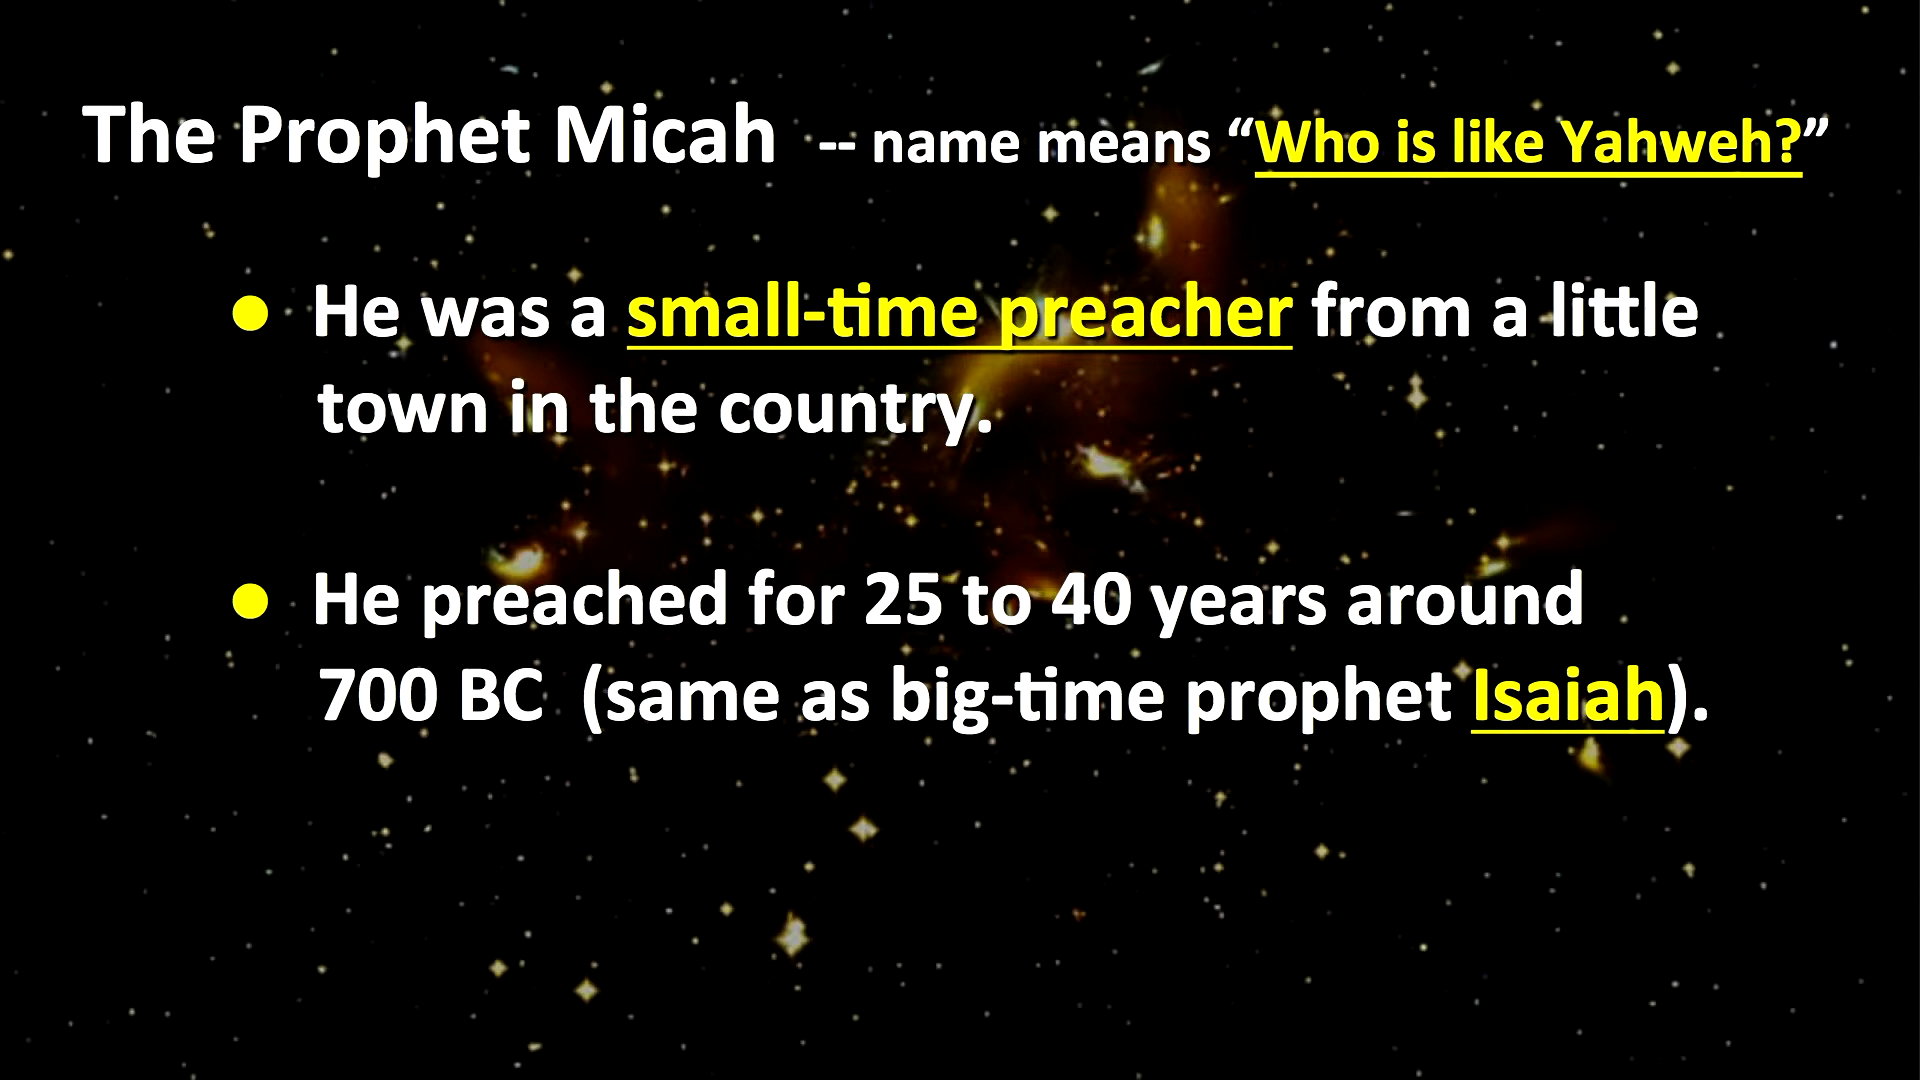 The Prophet Micah -- name means “Who is like Yahweh?”
● He was a small-time preacher from a little
town in the country.
● He preached for 25 to 40 years around
700 BC (same as big-time prophet Isaiah).